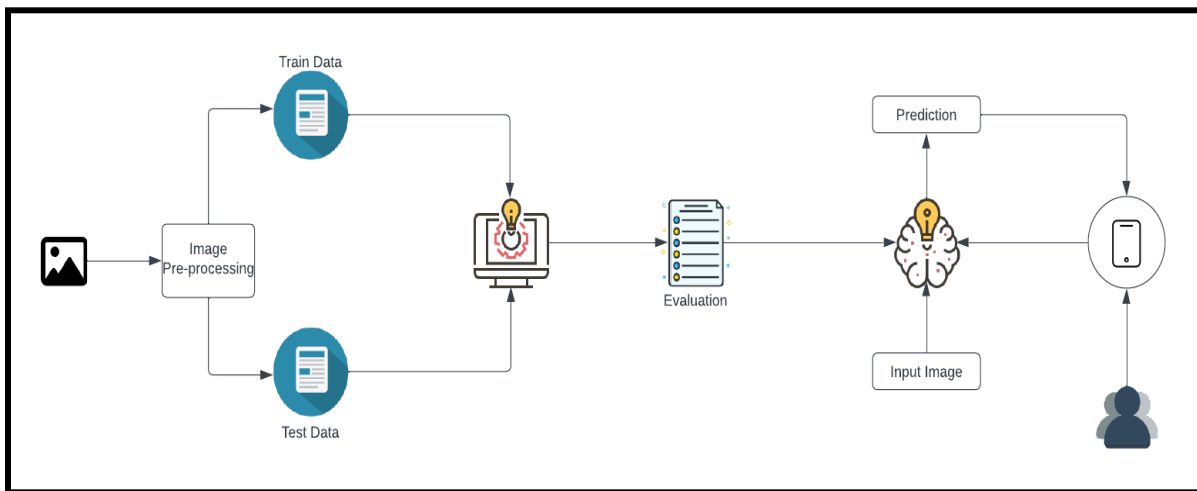 Train Data
Image
Pre-processing
Test Data
Evaluation
Prediction
Input Image